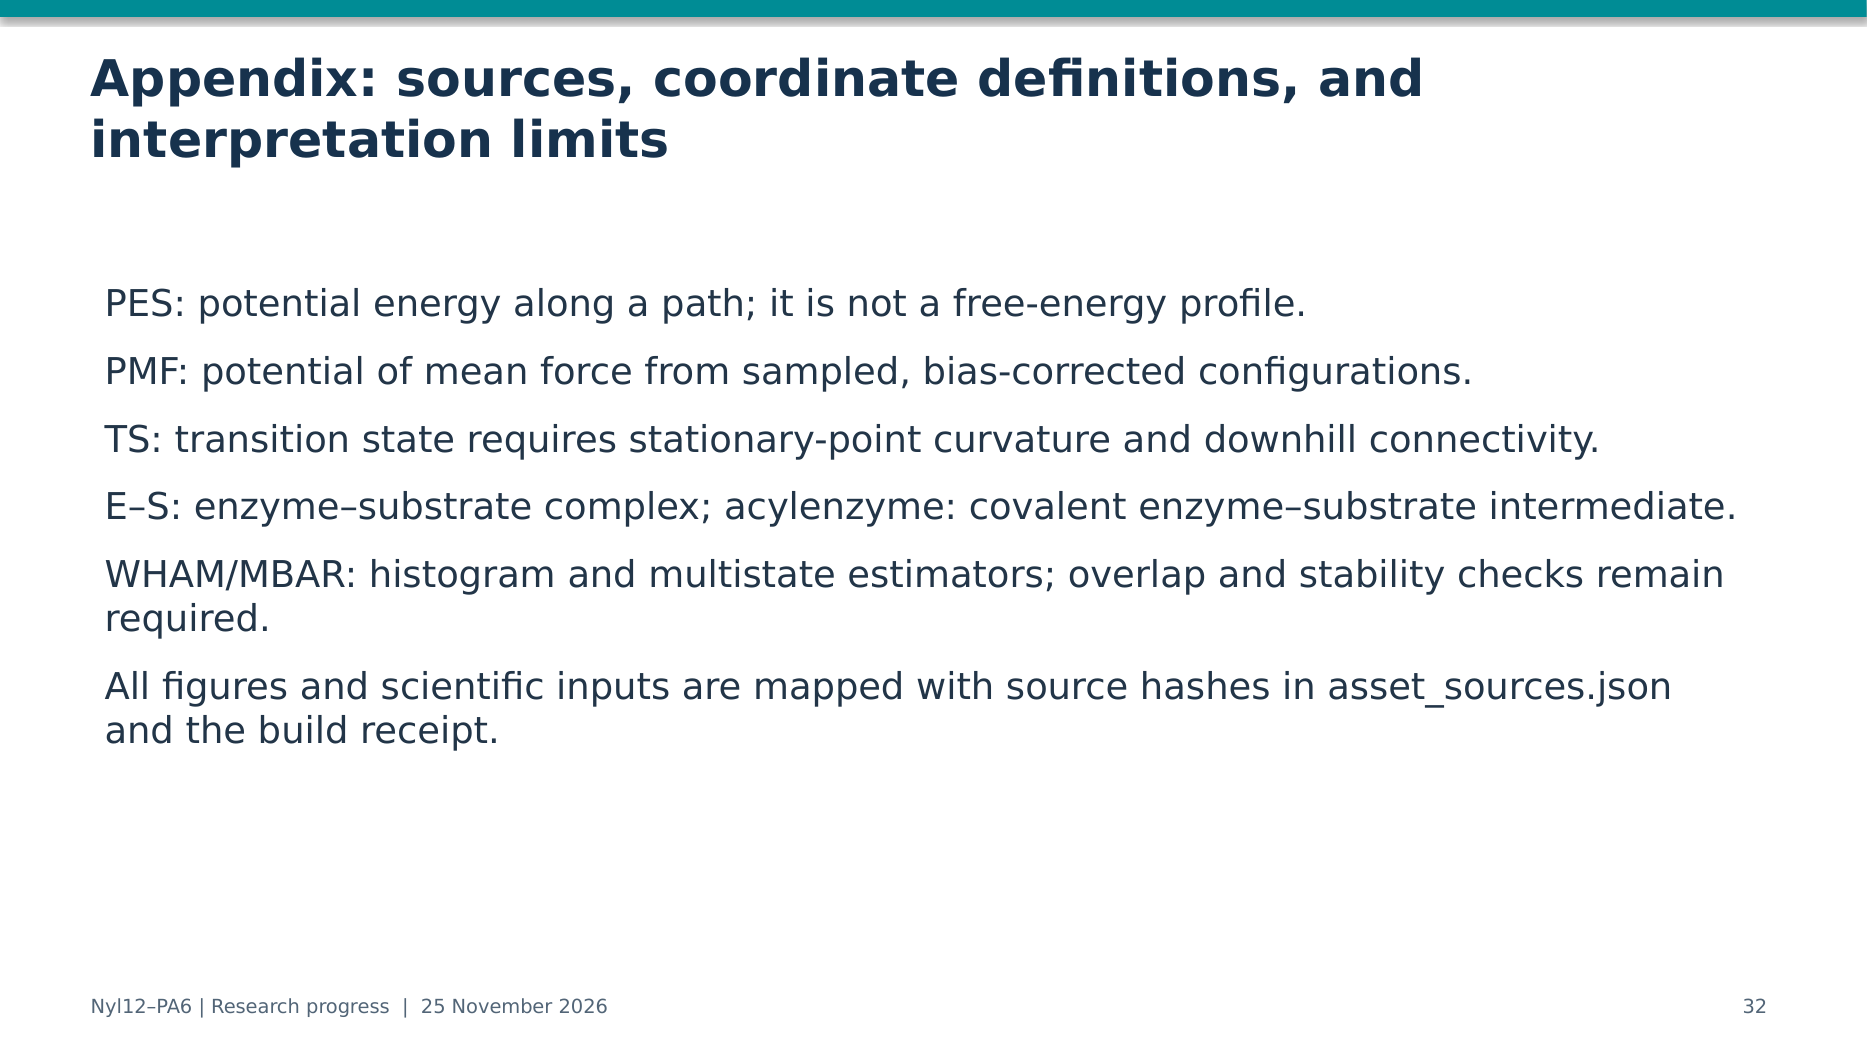 Appendix: sources, coordinate definitions, and
interpretation limits
PES: potential energy along a path; it is not a free-energy profile.
PMF: potential of mean force from sampled, bias-corrected configurations.
TS: transition state requires stationary-point curvature and downhill connectivity.
E–S: enzyme–substrate complex; acylenzyme: covalent enzyme–substrate intermediate.
WHAM/MBAR: histogram and multistate estimators; overlap and stability checks remain
required.
All figures and scientific inputs are mapped with source hashes in asset_sources.json
and the build receipt.
Nyl12–PA6 | Research progress | 25 November 2026
32